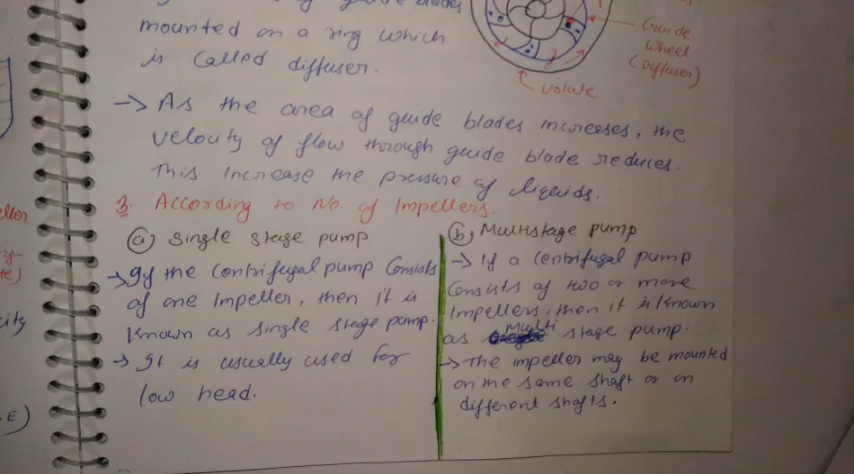 guide blades
mounted on a ring which
is called diffuser.
Guide
Wheel
(Diffuser)
volute
-> As the area of guide blades increeses, the
velocity of flow through guide blade reduces.
This increase the pressure of liquids.
3. According to No. of Impellers.
(a) Single stage pump
-> If the centrifugal pump consists
of one Impeller, then it is
known as single stage pump.
-> It is usually used for
low head.
(b) Multistage pump
-> If a centrifugal pump
consists of two or more
Impellers, then it is known
as Multi stage pump.
-> The impeller may be mounted
on the same shaft or on
different shafts.